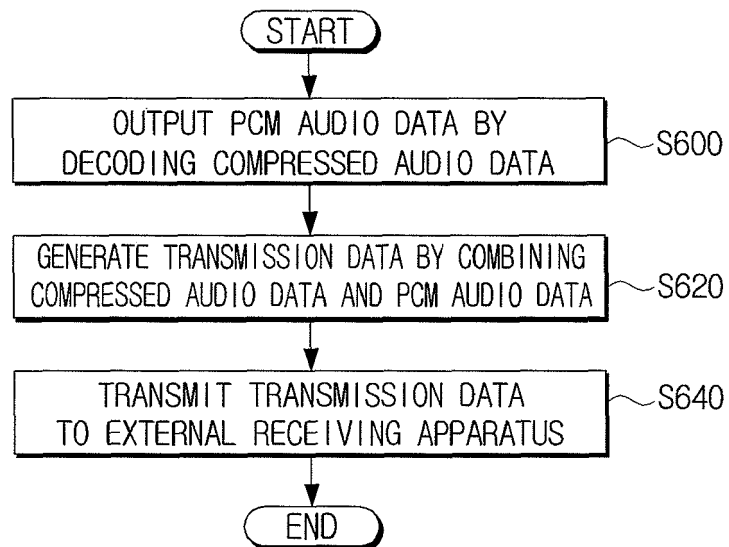 START
OUTPUT PCM AUDIO DATA BY
DECODING COMPRESSED AUDIO DATA
S600
GENERATE TRANSMISSION DATA BY COMBINING
COMPRESSED AUDIO DATA AND PCM AUDIO DATA
S620
TRANSMIT TRANSMISSION DATA
TO EXTERNAL RECEIVING APPARATUS
S640
END